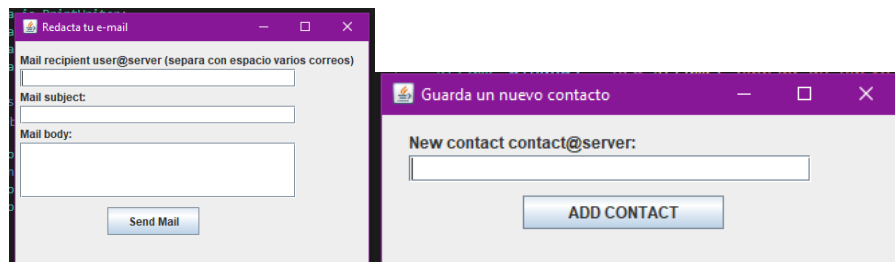 Redacta tu e-mail
Mail recipient user@server (separa con espacio varios correos)
Mail subject:
Mail body:
Send Mail
Guarda un nuevo contacto
New contact contact@server:
ADD CONTACT